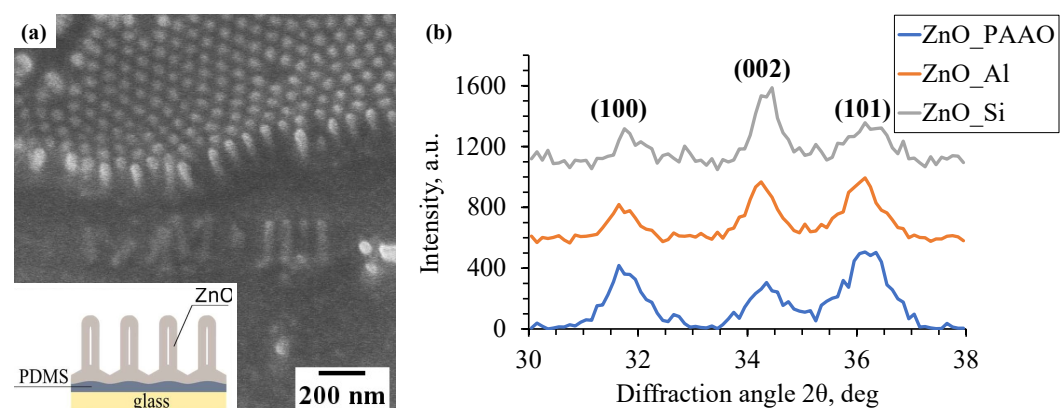 (a)
ZnO
PDMS
glass
200 nm
(b)
ZnO_PAAO
ZnO_Al
ZnO_Si
(100)
(002)
(101)
Intensity, a.u.
1600
1200
800
400
0
30 32 34 36 38
Diffraction angle 2θ, deg